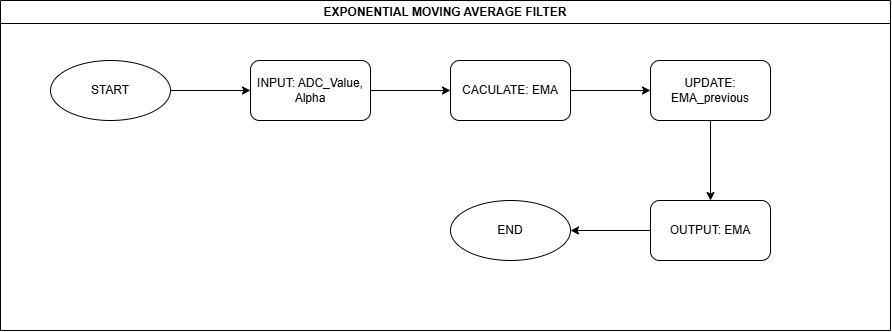 EXPONENTIAL MOVING AVERAGE FILTER
START
INPUT: ADC_Value,
Alpha
CACULATE: EMA
UPDATE:
EMA_previous
END
OUTPUT: EMA